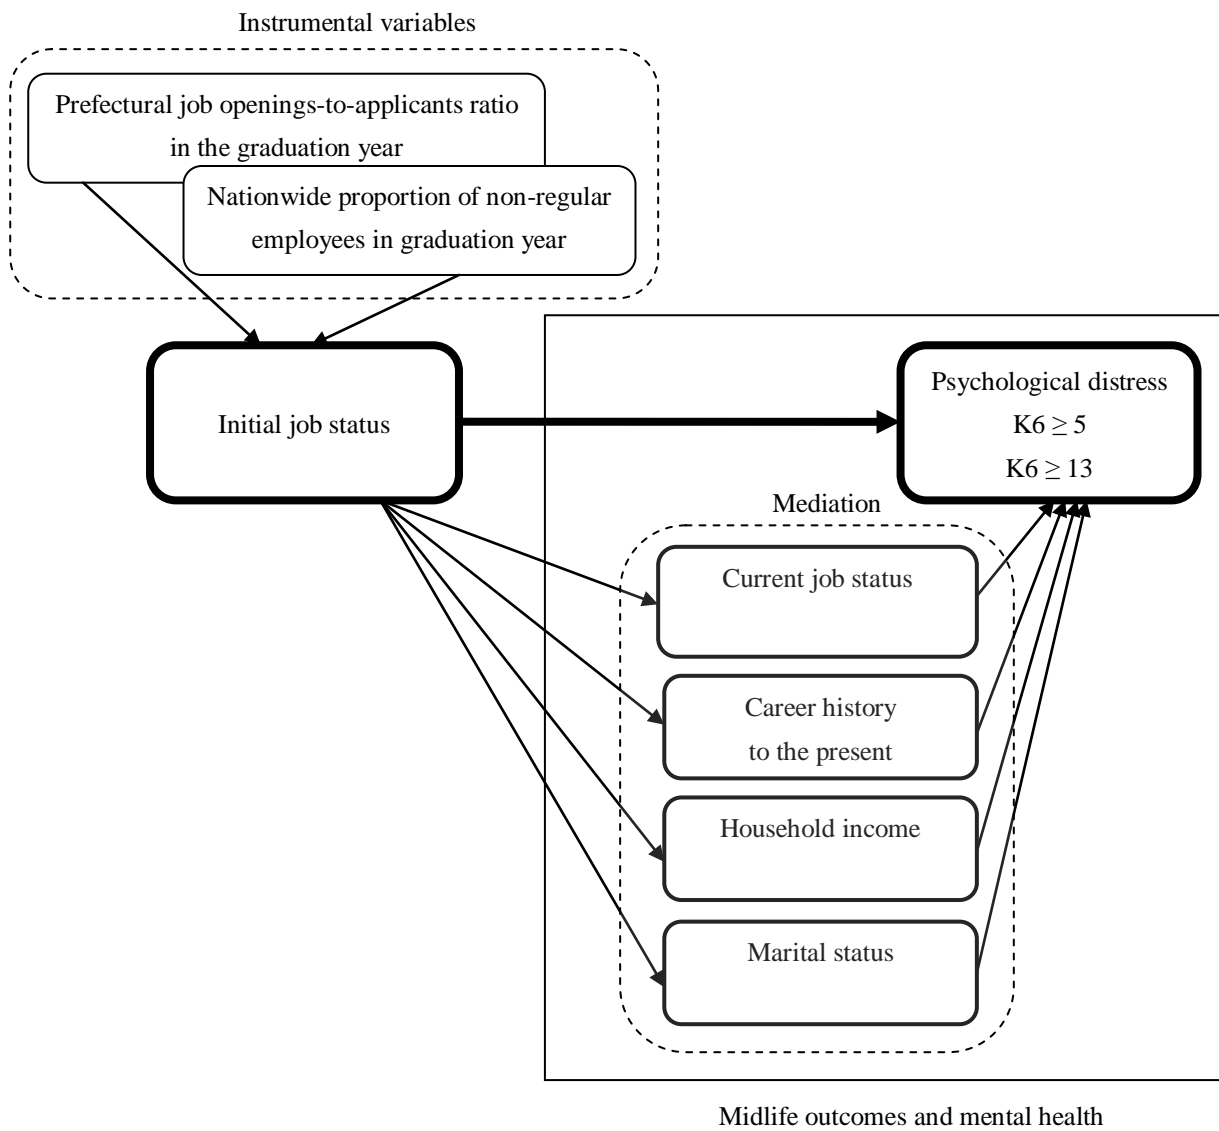 Instrumental variables
Prefectural job openings-to-applicants ratio
in the graduation year
Nationwide proportion of non-regular
employees in graduation year
Initial job status
Psychological distress
K6 ≥ 5
K6 ≥ 13
Mediation
Current job status
Career history
to the present
Household income
Marital status
Midlife outcomes and mental health